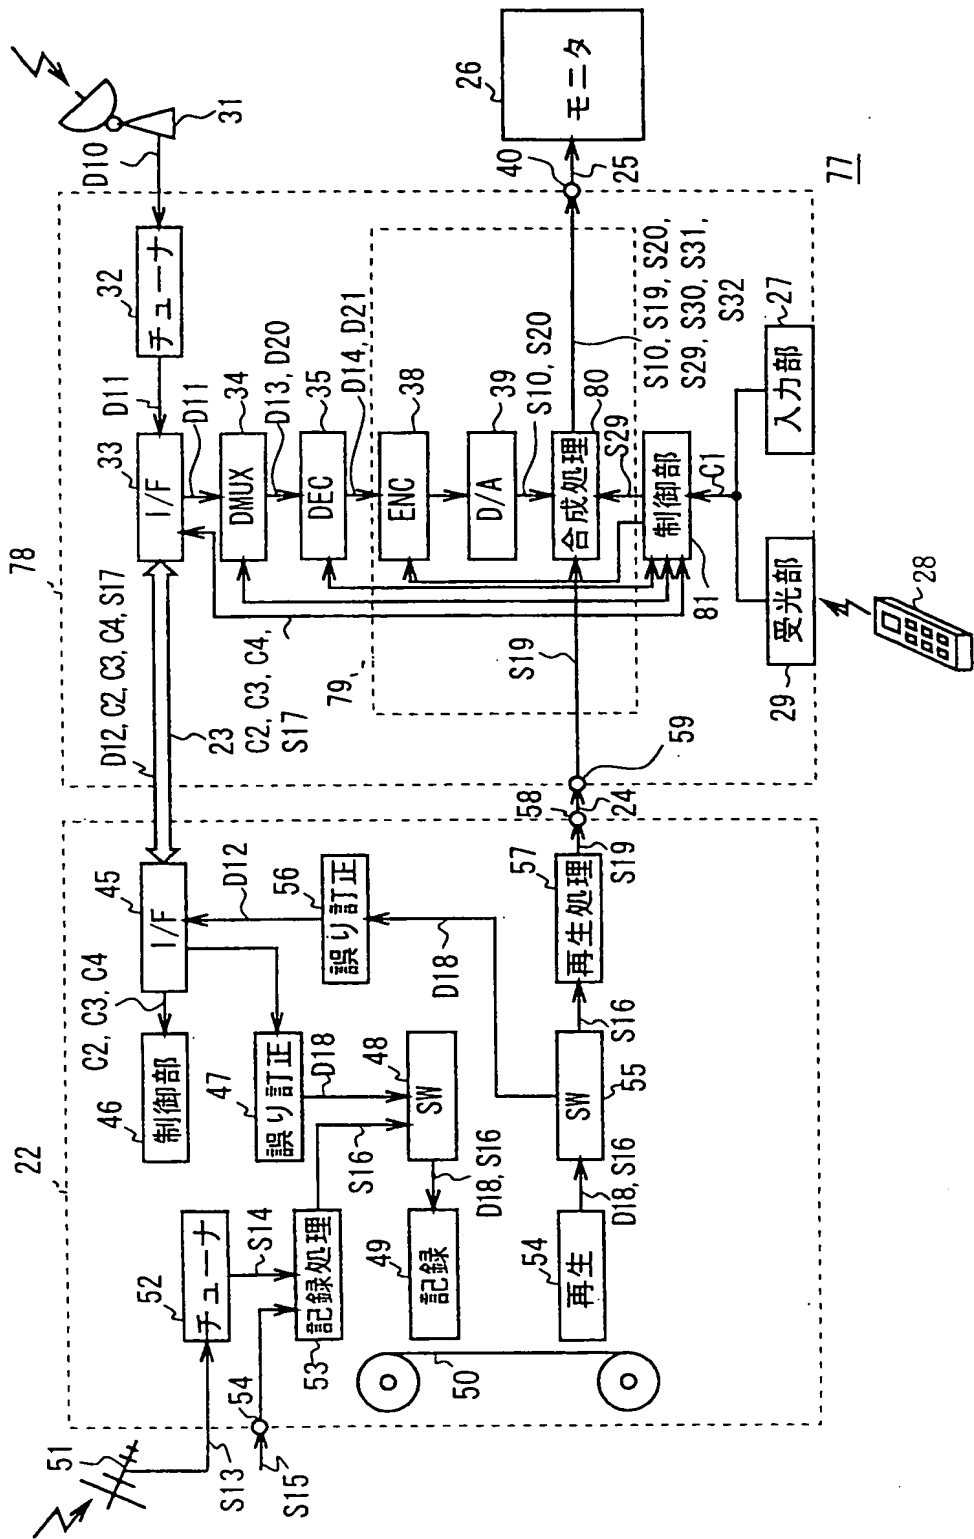 22
51
S13
S15
54
52
チューナ
S14
記録処理
53
50
C2, C3, C4
45
I/F
46
制御部
47
誤り訂正
D18
S16
48
SW
D18, S16
49
記録
D12
56
誤り訂正
D18
54
再生
D18, S16
SW
55
S16
57
再生処理
S19
58
24
59
D12, C2, C3, C4, S17
23
78
C2, C3, C4,
S17
33
I/F
D11
32
チューナ
D10
31
D11
34
DMUX
D13, D20
35
DEC
D14, D21
79
38
ENC
39
D/A
S10, S20
S19
80
合成処理
S29
制御部
81
C1
S10, S19, S20,
S29, S30, S31,
S32
受光部
29
28
入力部
27
40
25
26
モニタ
77